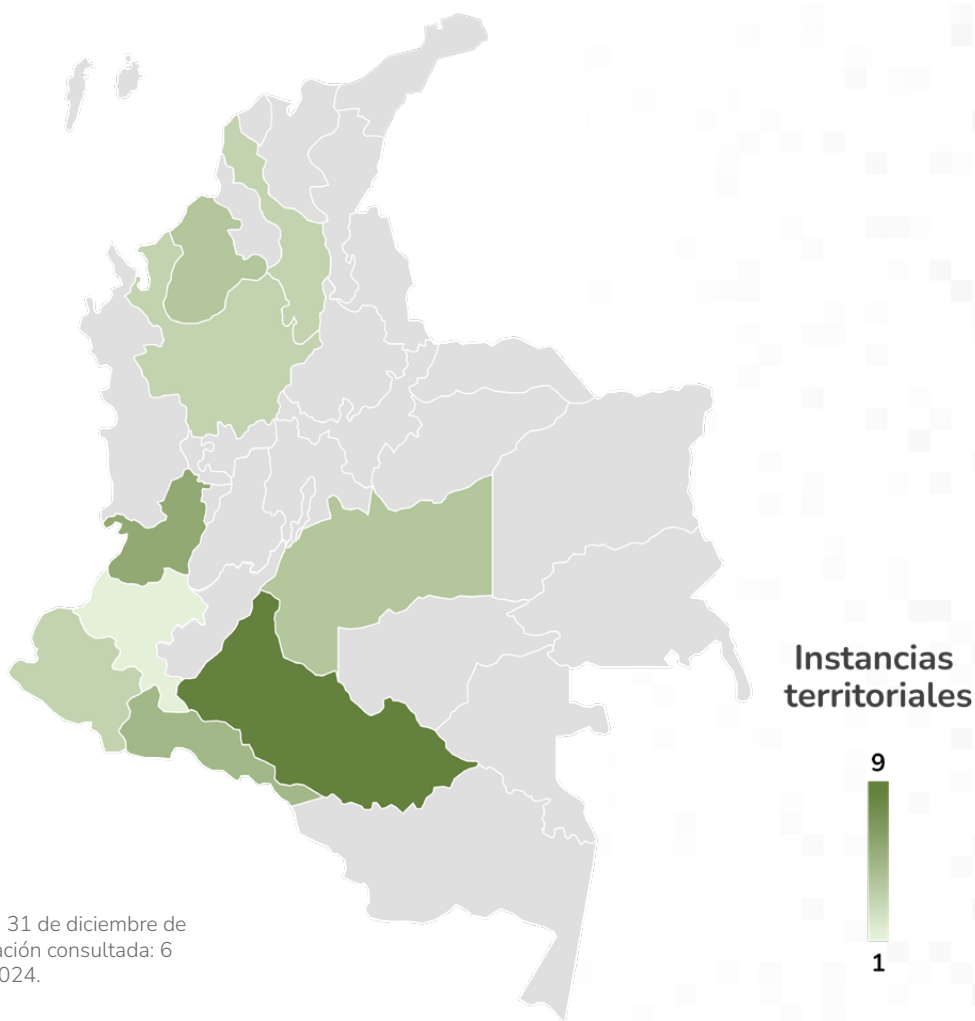 Instancias
territoriales
9
1
31 de diciembre de
ación consultada: 6
024.